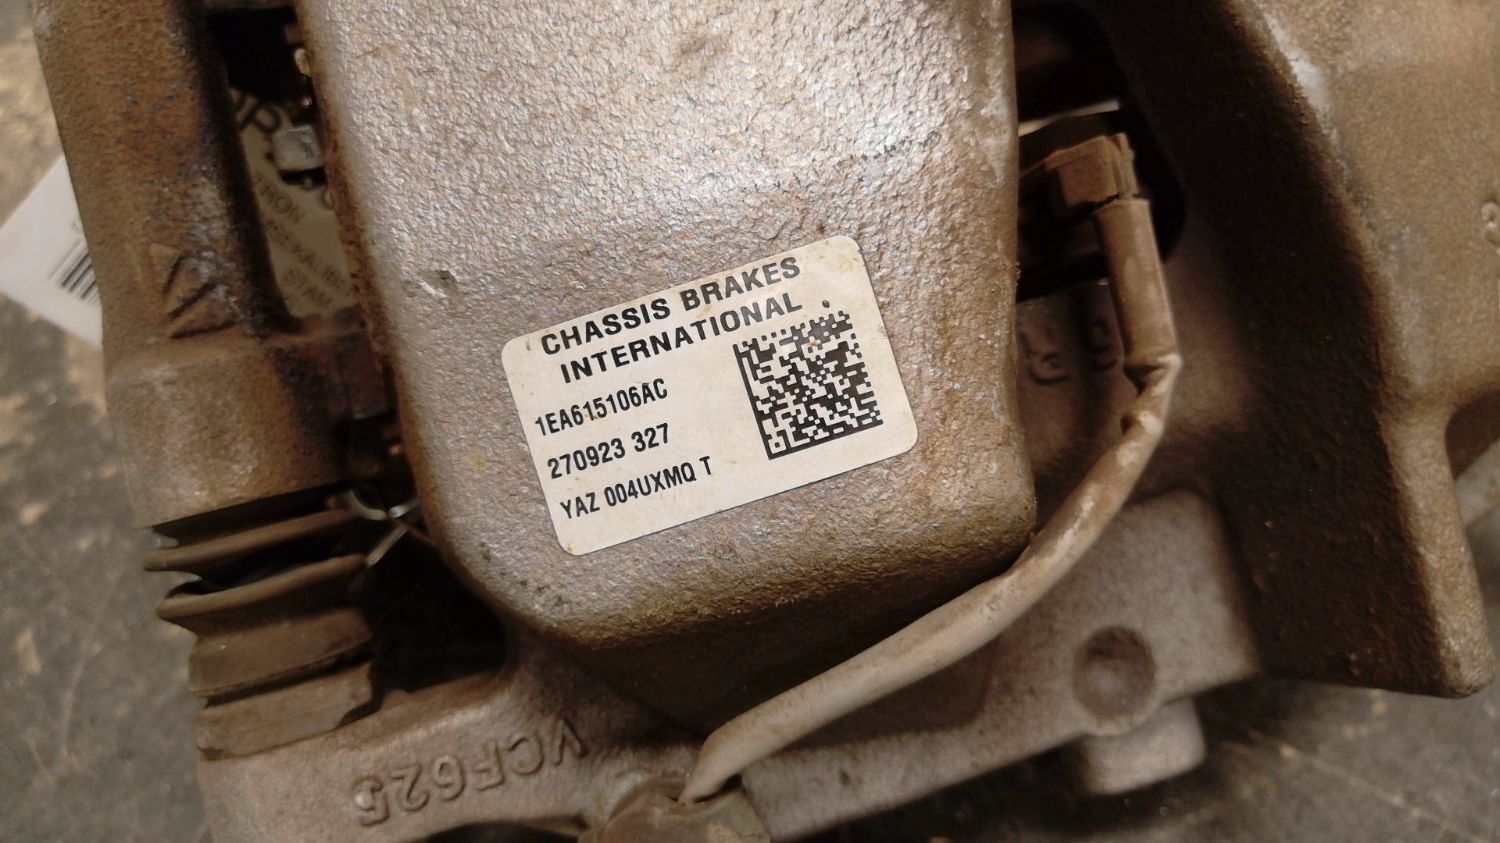 CHASSIS BRAKES
INTERNATIONAL
1EA615106AC
270923 327
YAZ 004UXMQ T
VCF625